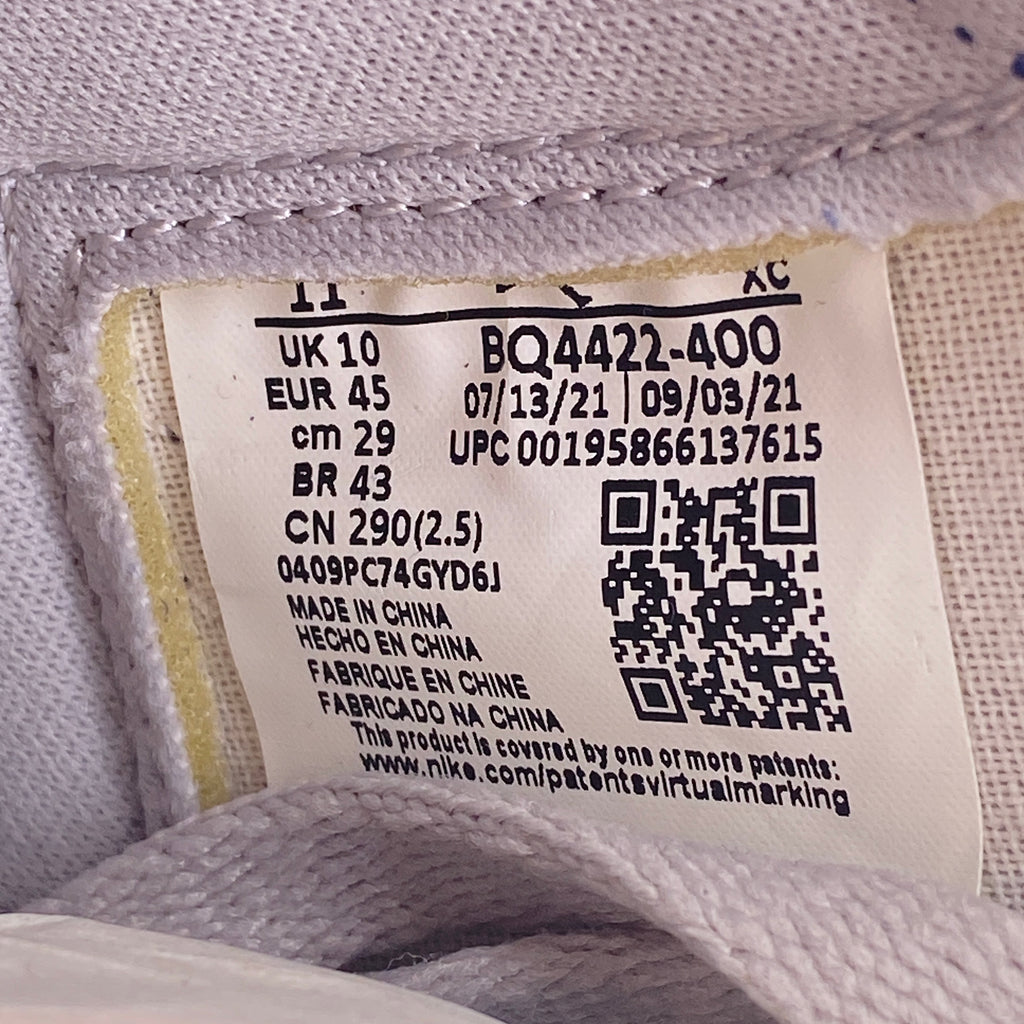 11 XC
UK 10 BQ4422-400
EUR 45 07/13/21 | 09/03/21
cm 29 UPC 00195866137615
BR 43
CN 290(2.5)
0409PC74GYD6J
MADE IN CHINA
HECHO EN CHINA
FABRIQUE EN CHINE
FABRICADO NA CHINA
This product is covered by one or more patents:
www.nike.com/patentsvirtualmarking